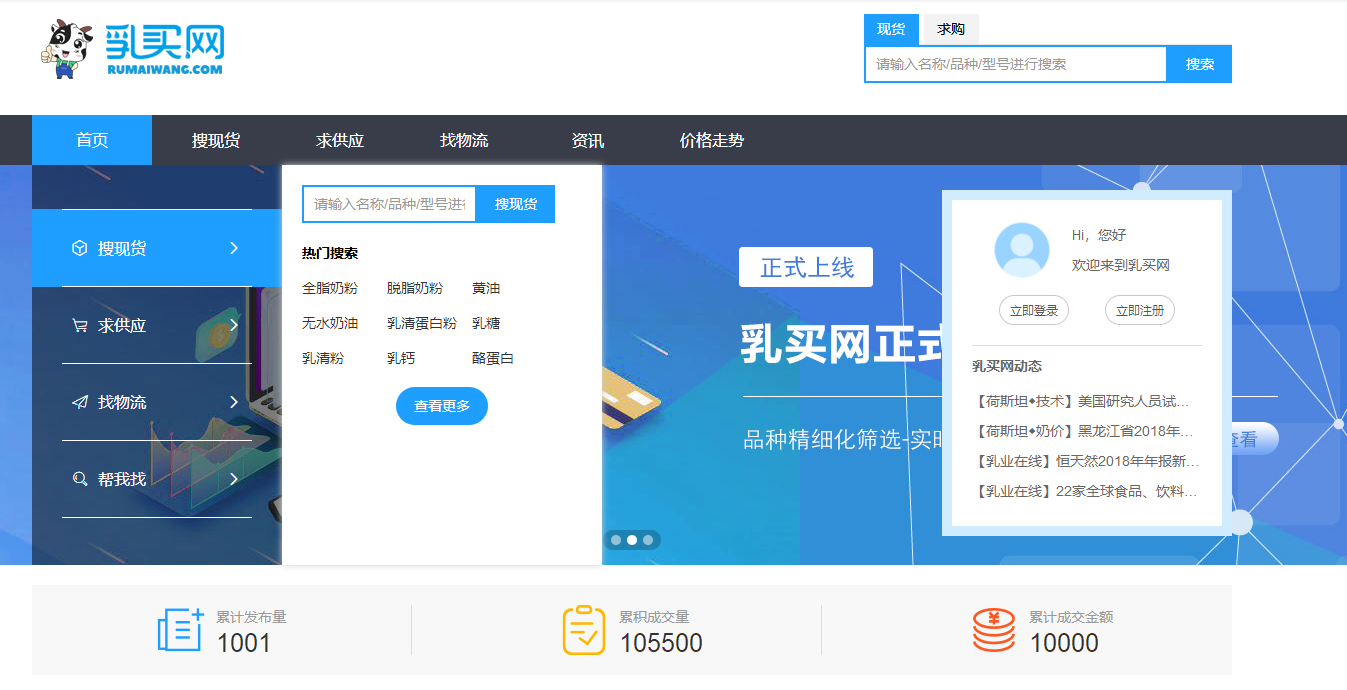 乳买网
RUMAIWANG.COM
现货 求购
请输入名称/品种/型号进行搜索 搜索
首页 搜现货 求供应 找物流 资讯 价格走势
搜现货
求供应
找物流
帮我找
请输入名称/品种/型号进行 搜现货
热门搜索
全脂奶粉 脱脂奶粉 黄油
无水奶油 乳清蛋白粉 乳糖
乳清粉 乳钙 酪蛋白
查看更多
正式上线
乳买网正式
品种精细化筛选-实时
查看
Hi，您好
欢迎来到乳买网
立即登录 立即注册
乳买网动态
【荷斯坦•技术】美国研究人员试...
【荷斯坦•奶价】黑龙江省2018年...
【乳业在线】恒天然2018年年报新...
【乳业在线】22家全球食品、饮料...
累计发布量
1001
累积成交量
105500
累计成交金额
10000